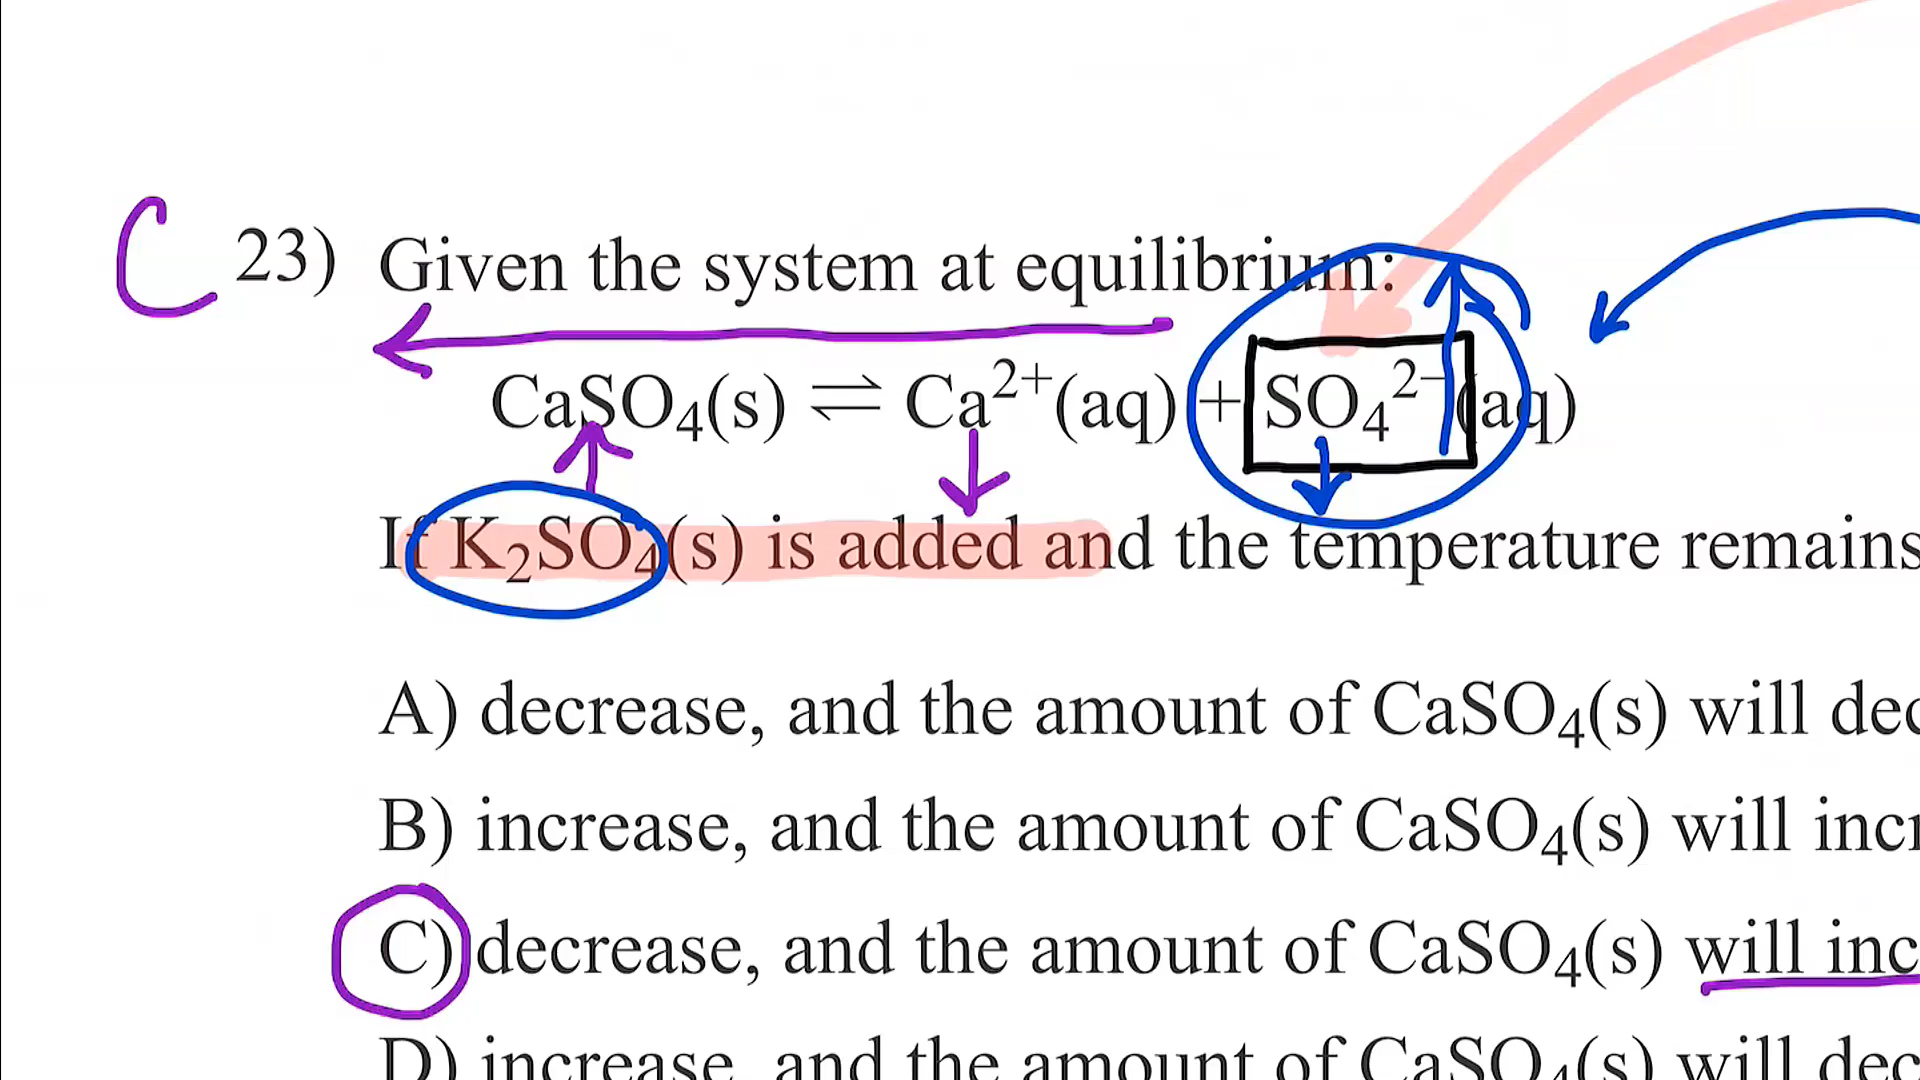 C 23) Given the system at equilibrium:
CaSO₄(s) ⇌ Ca²⁺(aq) + SO₄²⁻(aq)
If K₂SO₄(s) is added and the temperature remains
A) decrease, and the amount of CaSO₄(s) will dec
B) increase, and the amount of CaSO₄(s) will incr
C) decrease, and the amount of CaSO₄(s) will inc
D) increase, and the amount of CaSO₄(s) will dec